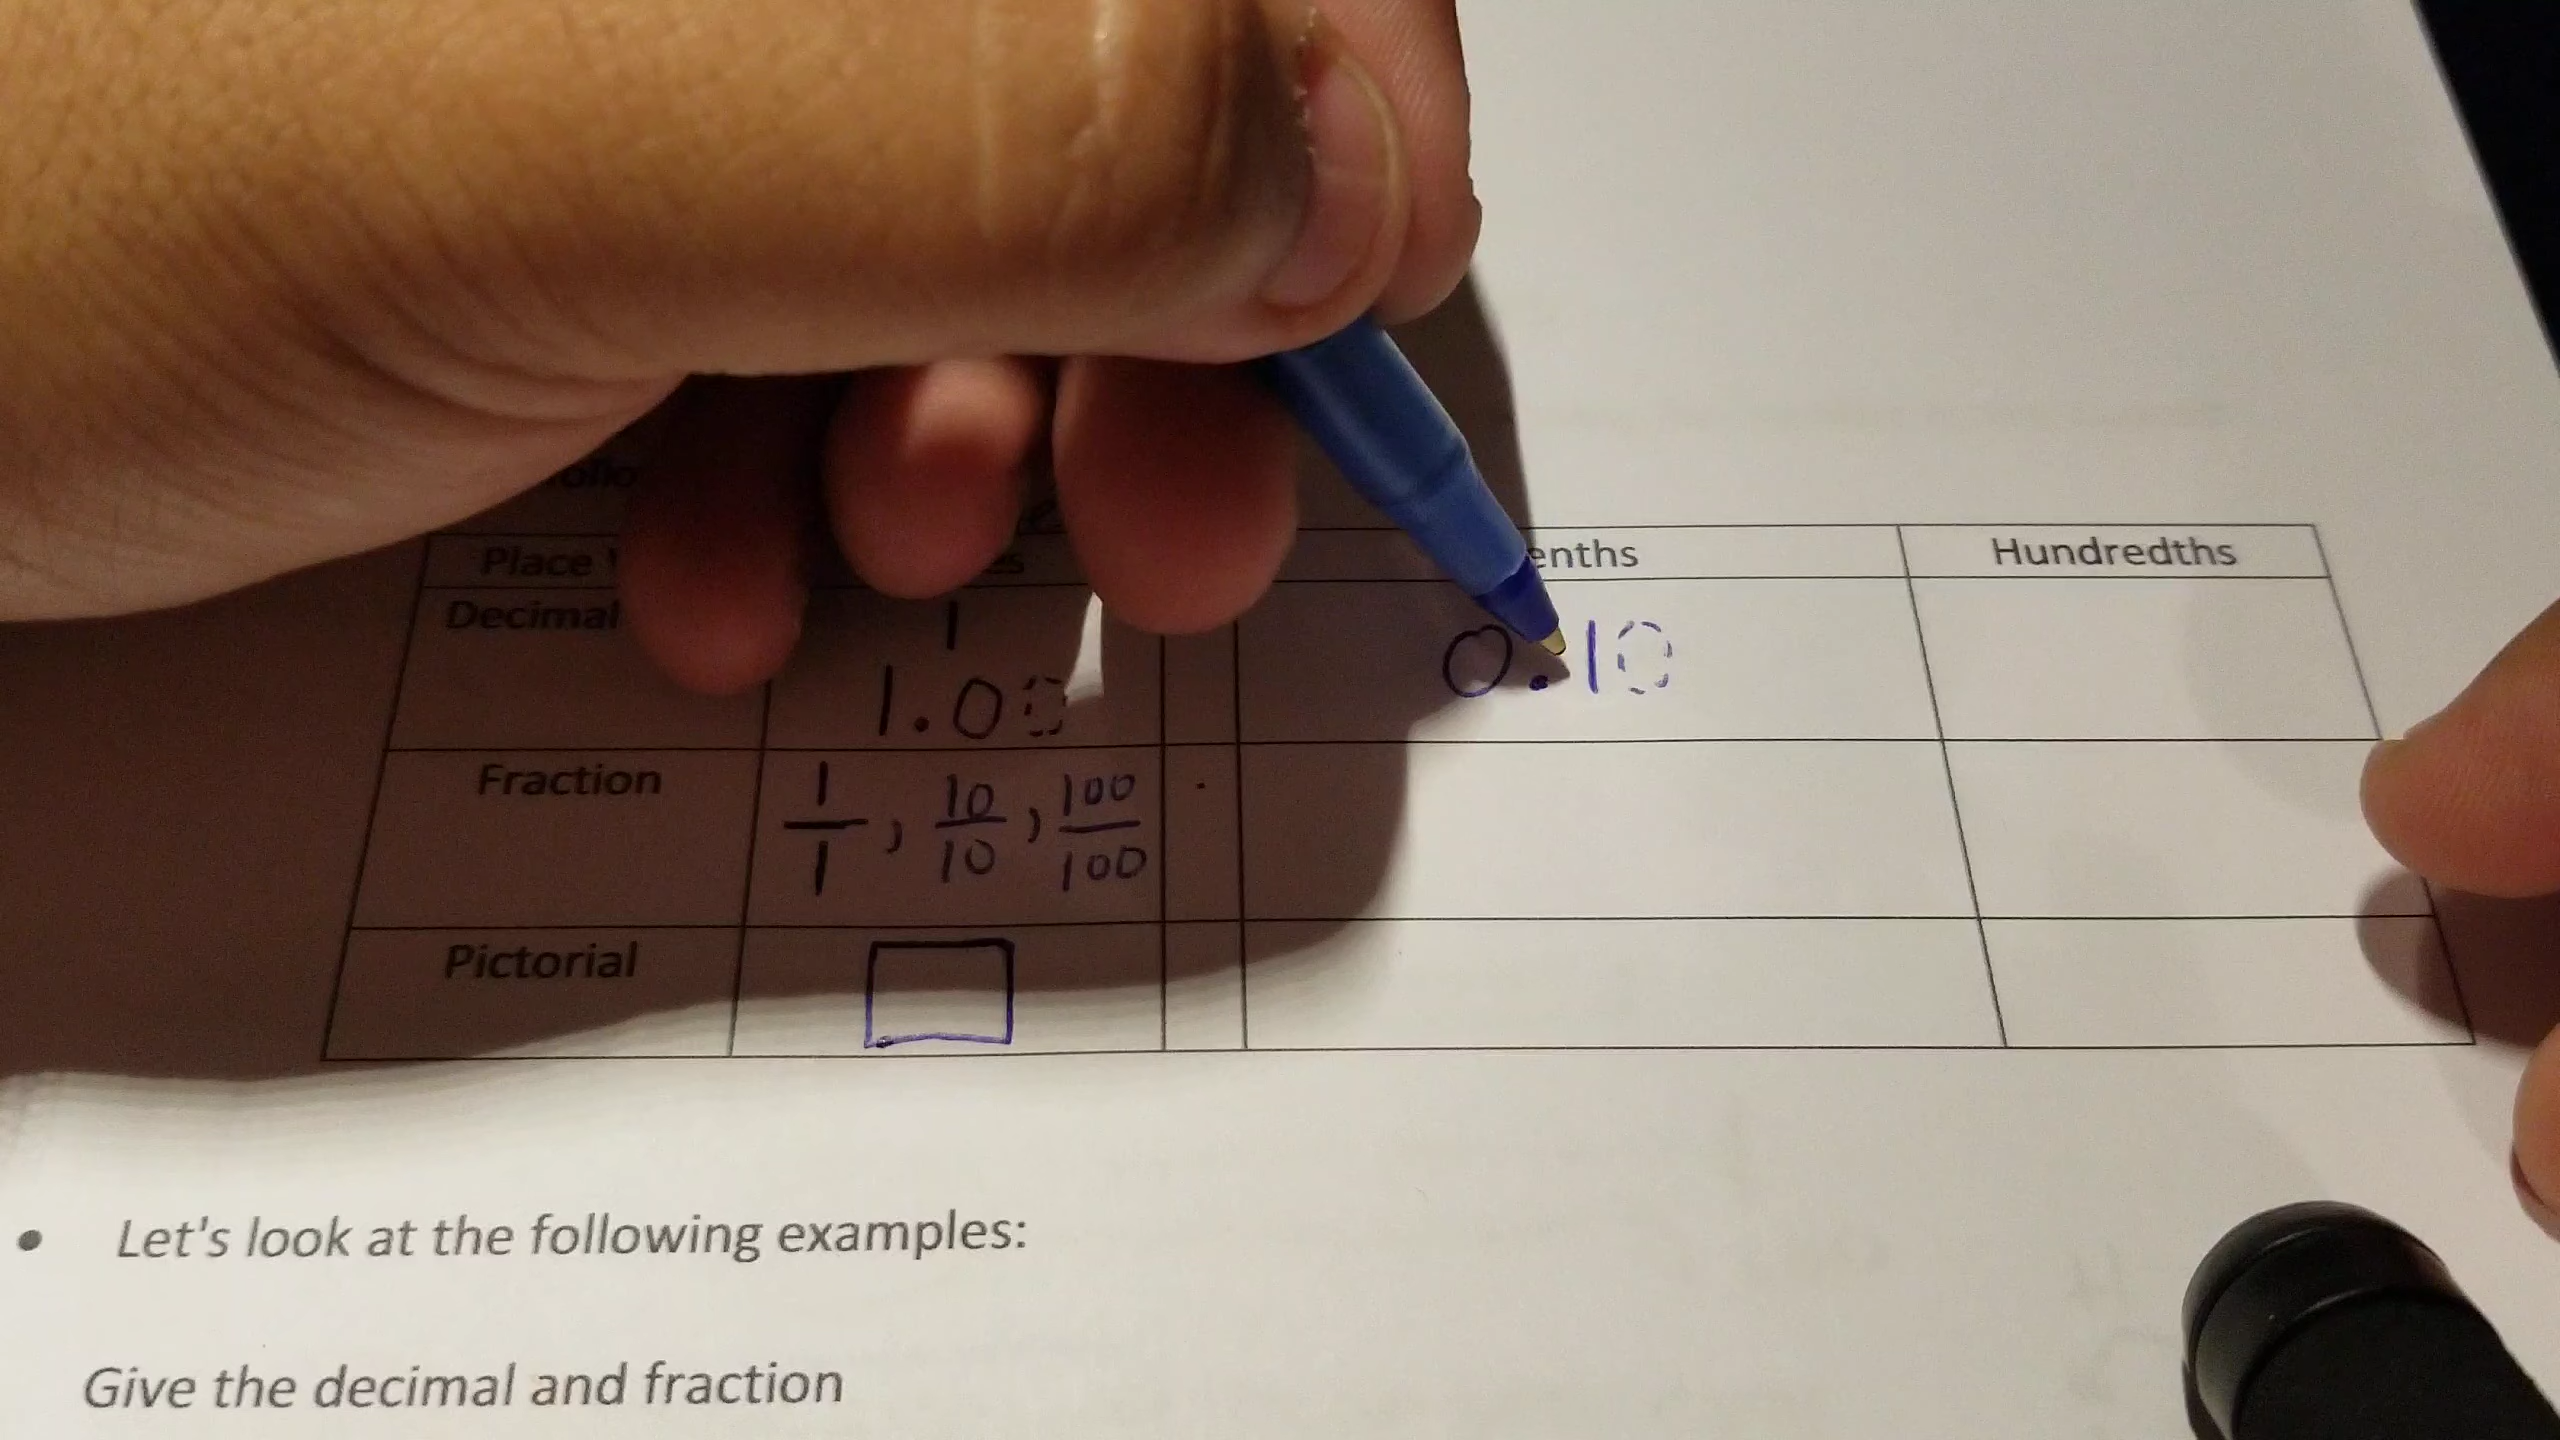 Place enths Hundredths
Decimal 1 0.10
1.00
Fraction 1/1 , 10/10 , 100/100 .
Pictorial
• Let's look at the following examples:
Give the decimal and fraction